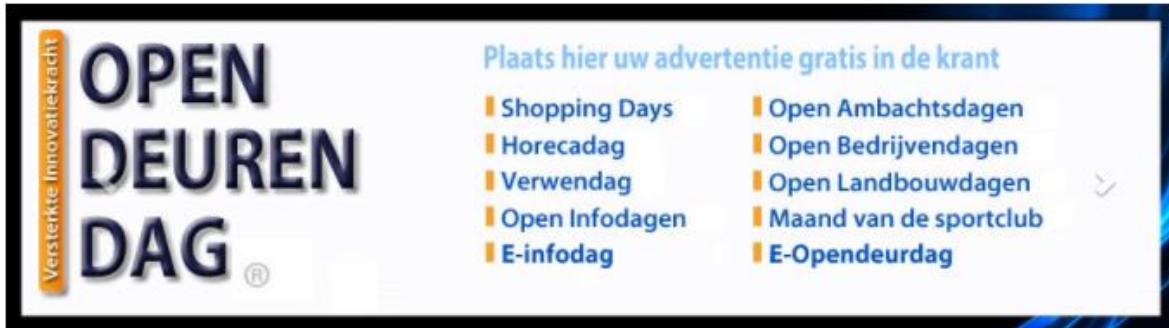 Versterkte Innovatiekracht
OPEN
DEUREN
DAG ®
Plaats hier uw advertentie gratis in de krant
Shopping Days
Horecadag
Verwendag
Open Infodagen
E-infodag
Open Ambachtsdagen
Open Bedrijvendagen
Open Landbouwdagen
Maand van de sportclub
E-Opendeurdag